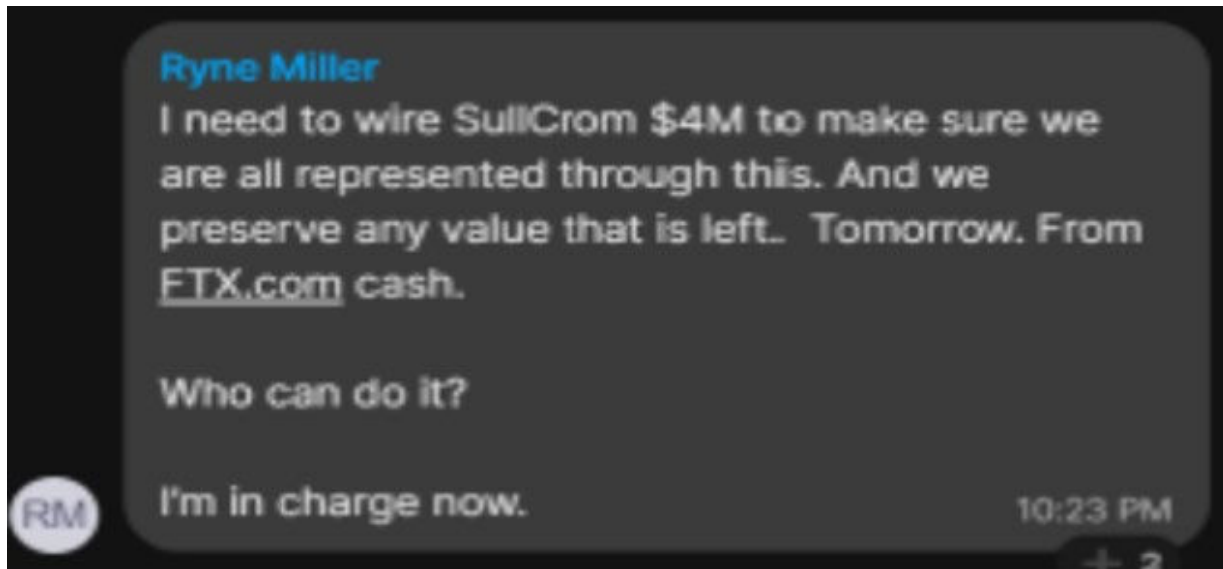 Ryne Miller
I need to wire SullCrom $4M to make sure we
are all represented through this. And we
preserve any value that is left.. Tomorrow. From
FTX.com cash.
Who can do it?
I'm in charge now.
RM
10:23 PM